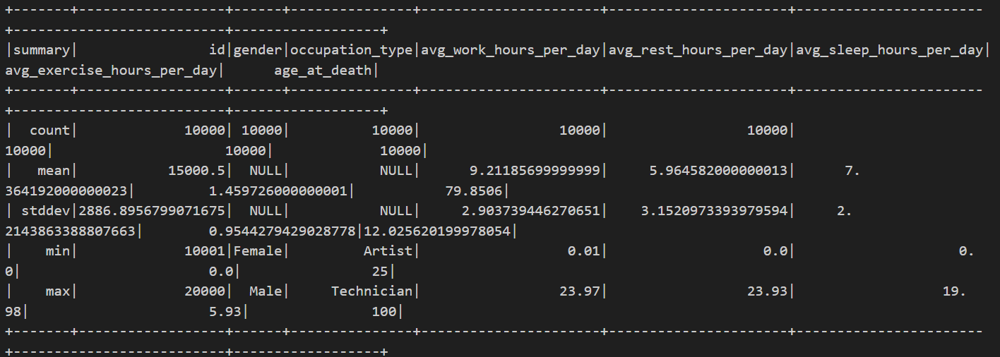 +-------+------------------+------+---------------+----------------------+----------------------+-----------------------
+-------------------------+------------------+
|summary|                id|gender|occupation_type|avg_work_hours_per_day|avg_rest_hours_per_day|avg_sleep_hours_per_day|
avg_exercise_hours_per_day|      age_at_death|
+-------+------------------+------+---------------+----------------------+----------------------+-----------------------
+-------------------------+------------------+
|  count|             10000| 10000|          10000|                 10000|                 10000|
10000|                    10000|             10000|
|   mean|           15000.5|  NULL|           NULL|      9.21185699999999|     5.964582000000013|      7.
364192000000023|         1.459726000000001|           79.8506|
| stddev|2886.8956799071675|  NULL|           NULL|     2.903739446270651|    3.1520973393979594|     2.
2143863388807663|        0.9544279429028778|12.025620199978054|
|    min|             10001|Female|         Artist|                  0.01|                   0.0|                    0.
0|                      0.0|                25|
|    max|             20000|  Male|     Technician|                 23.97|                 23.93|                  19.
98|                     5.93|               100|
+-------+------------------+------+---------------+----------------------+----------------------+-----------------------
+-------------------------+------------------+